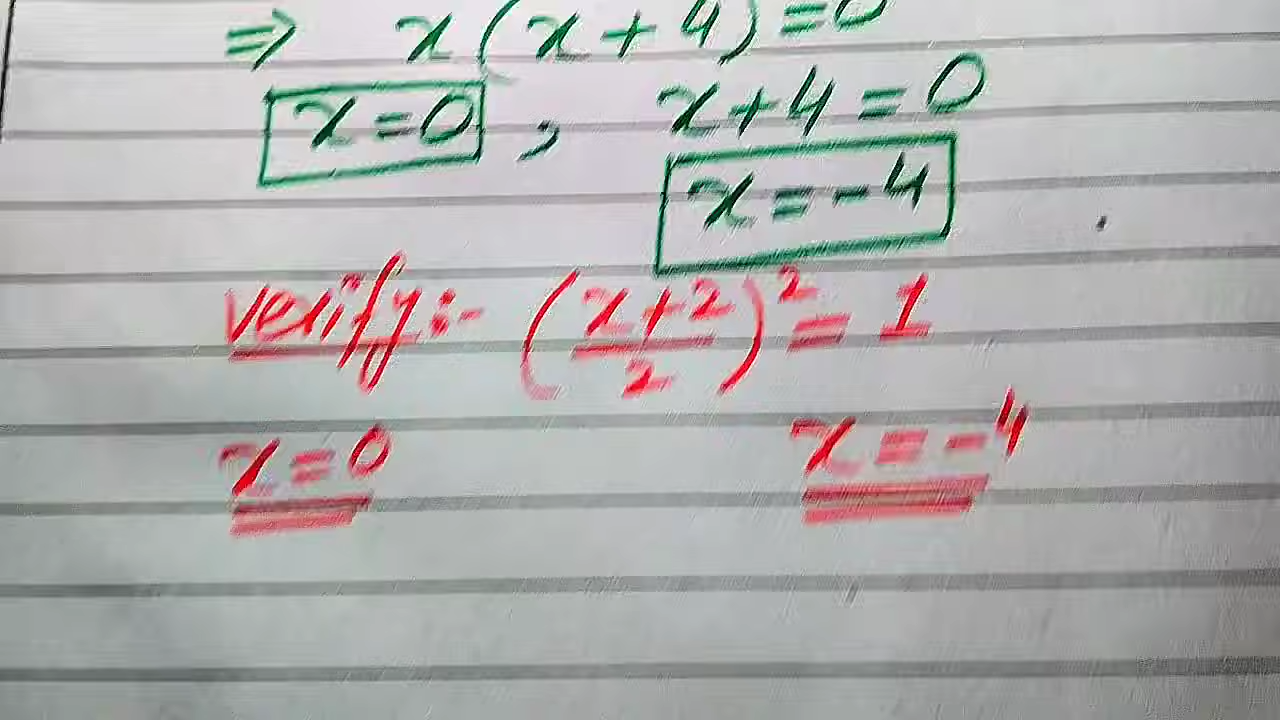 ⇒ x(x+4)=0
x=0 , x+4=0
x=-4
Verify:- (x+2/2)² = 1
x=0 x=-4